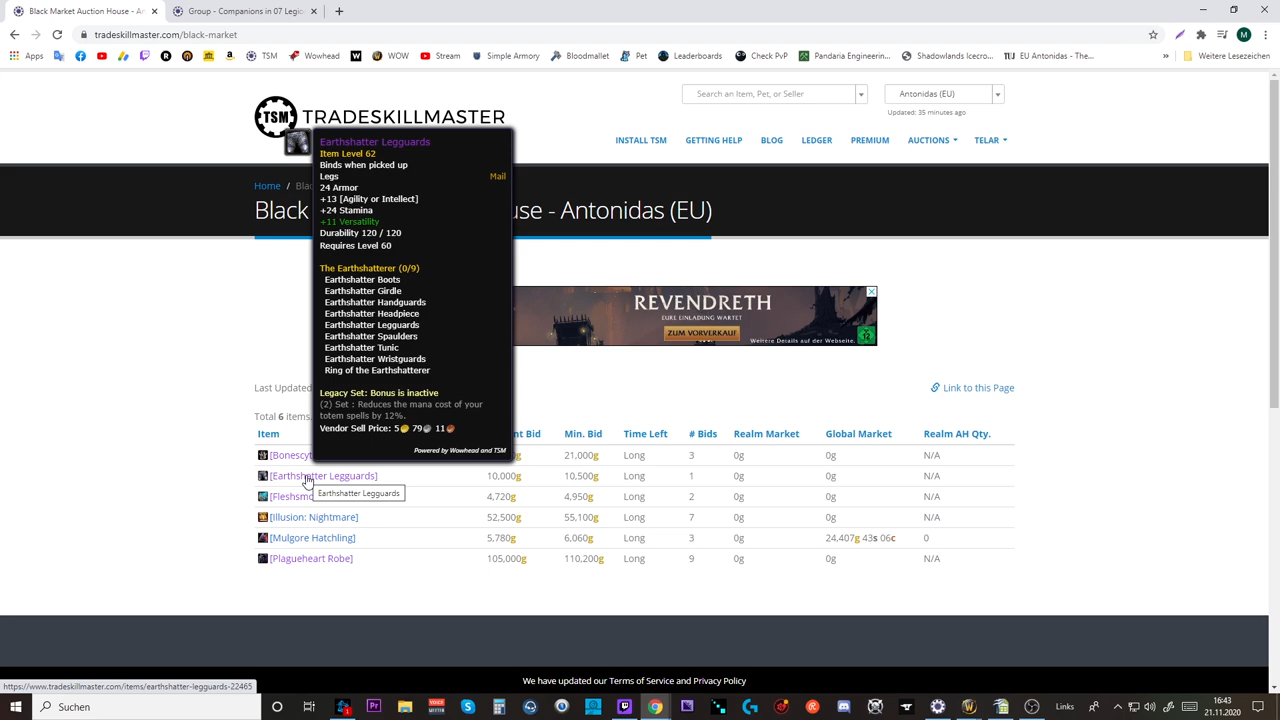 Black Market Auction House - An
Group - Companions in 07 Legion
tradeskillmaster.com/black-market
Apps
TSM
Wowhead
WOW
Stream
Simple Armory
Bloodmallet
Pet
Leaderboards
Check PvP
Pandaria Engineerin...
Shadowlands Icecro...
EU Antonidas - The...
Weitere Lesezeichen
TSM
TRADESKILLMASTER
Search an Item, Pet, or Seller
Antonidas (EU)
Updated: 35 minutes ago
INSTALL TSM
GETTING HELP
BLOG
LEDGER
PREMIUM
AUCTIONS
TELAR
Home / Blac
Black
se - Antonidas (EU)
Earthshatter Legguards
Item Level 62
Binds when picked up
Legs Mail
24 Armor
+13 [Agility or Intellect]
+24 Stamina
+11 Versatility
Durability 120 / 120
Requires Level 60
The Earthshatterer (0/9)
Earthshatter Boots
Earthshatter Girdle
Earthshatter Handguards
Earthshatter Headpiece
Earthshatter Legguards
Earthshatter Spaulders
Earthshatter Tunic
Earthshatter Wristguards
Ring of the Earthshatterer
Legacy Set: Bonus is inactive
(2) Set : Reduces the mana cost of your
totem spells by 12%.
Vendor Sell Price: 5 79 11
Powered by Wowhead and TSM
REVENDRETH
EURE EINLADUNG WARTET
ZUM VORVERKAUF
Weitere Details auf der Webseite.
Last Updated
Link to this Page
Total 6 items
Item nt Bid Min. Bid Time Left # Bids Realm Market Global Market Realm AH Qty.
[Bonescyt g 21,000g Long 3 0g 0g N/A
[Earthshatter Legguards] 10,000g 10,500g Long 1 0g 0g N/A
Earthshatter Legguards
[Fleshsmo 4,720g 4,950g Long 2 0g 0g N/A
[Illusion: Nightmare] 52,500g 55,100g Long 7 0g 0g N/A
[Mulgore Hatchling] 5,780g 6,060g Long 3 0g 24,407g 43s 06c 0
[Plagueheart Robe] 105,000g 110,200g Long 9 0g 0g N/A
We have updated our Terms of Service and Privacy Policy
https://www.tradeskillmaster.com/items/earthshatter-legguards-22465
Suchen
16:43
21.11.2020